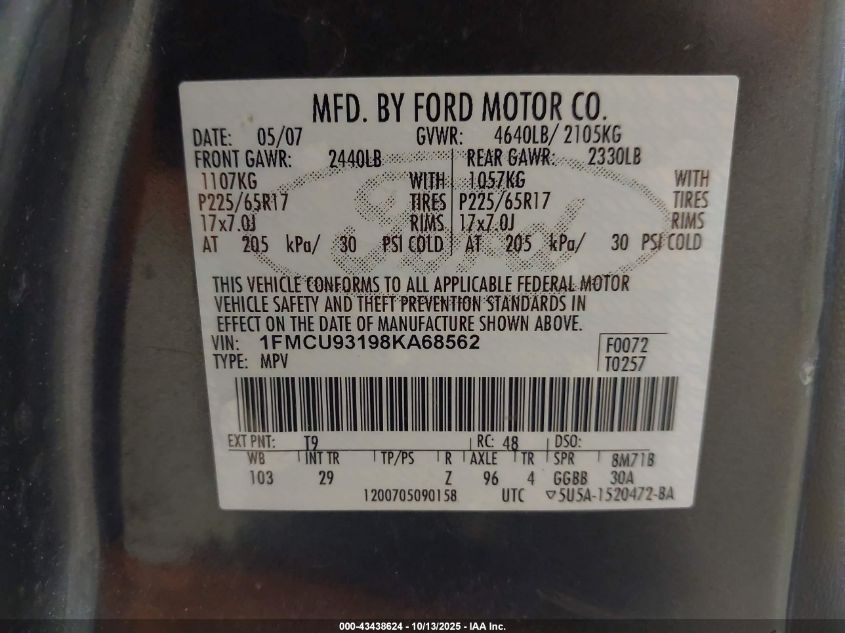 MFD. BY FORD MOTOR CO.
DATE: 05/07 GVWR: 4640LB/ 2105KG
FRONT GAWR: 2440LB REAR GAWR: 2330LB
1107KG WITH 1057KG WITH
P225/65R17 TIRES P225/65R17 TIRES
17x7.0J RIMS 17x7.0J RIMS
AT 205 kPa/ 30 PSI COLD AT 205 kPa/ 30 PSI COLD
Ford
THIS VEHICLE CONFORMS TO ALL APPLICABLE FEDERAL MOTOR
VEHICLE SAFETY AND THEFT PREVENTION STANDARDS IN
EFFECT ON THE DATE OF MANUFACTURE SHOWN ABOVE.
VIN: 1FMCU93198KA68562 F0072
TYPE: MPV T0257
EXT PNT: T9 RC: 48 DSO:
WB INT TR TP/PS R AXLE TR SPR 8M71B
103 29 Z 96 4 GGBB 30A
1200705090158 UTC ▽5U5A-1520472-BA
000-43438624 - 10/13/2025 - IAA Inc.